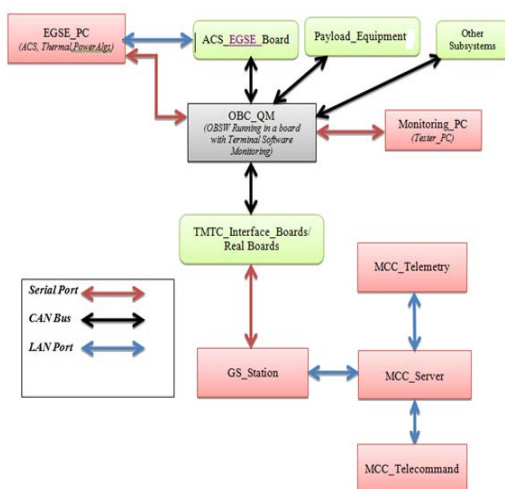 EGSE_PC
(ACS, Thermal,PowerAlgs)
ACS_EGSE_Board
Payload_Equipment
Other
Subsystems
OBC_QM
(OBSW Running in a board
with Terminal Software
Monitoring)
Monitoring_PC
(Tester_PC)
TMTC_Interface_Boards/
Real Boards
MCC_Telemetry
Serial Port
CAN Bus
LAN Port
GS_Station
MCC_Server
MCC_Telecommand